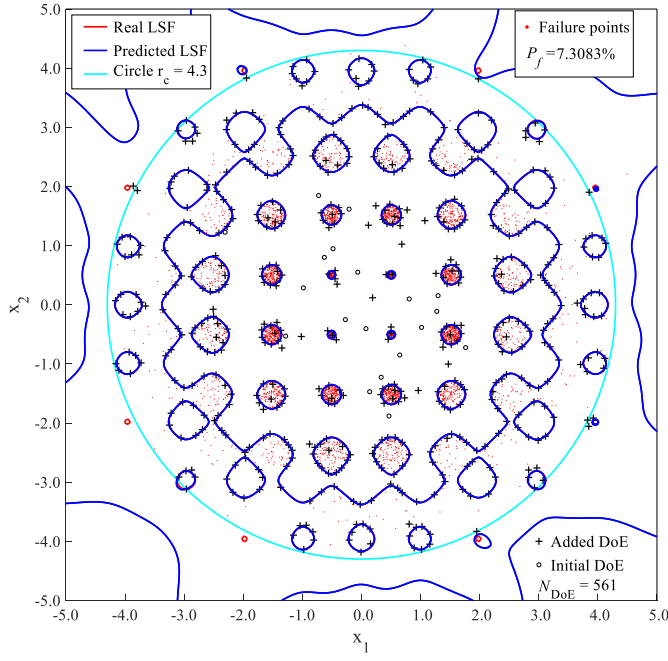 5.0
4.0
3.0
2.0
1.0
0.0
-1.0
-2.0
-3.0
-4.0
-5.0
x_2
Real LSF
Predicted LSF
Circle r_c = 4.3
Failure points
P_f = 7.3083%
Added DoE
Initial DoE
N_DoE = 561
-5.0 -4.0 -3.0 -2.0 -1.0 0.0 1.0 2.0 3.0 4.0 5.0
x_1